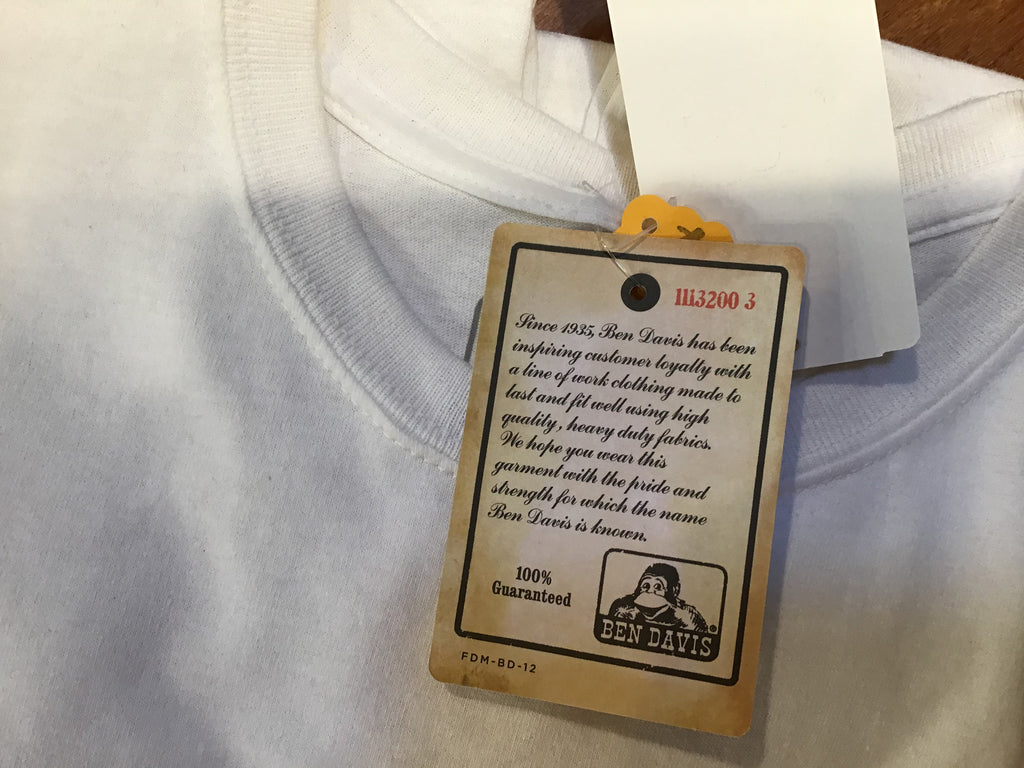 1113200 3
Since 1935, Ben Davis has been
inspiring customer loyalty with
a line of work clothing made to
last and fit well using high
quality, heavy duty fabrics.
We hope you wear this
garment with the pride and
strength for which the name
Ben Davis is known.
100%
Guaranteed
BEN DAVIS
FDM-BD-12